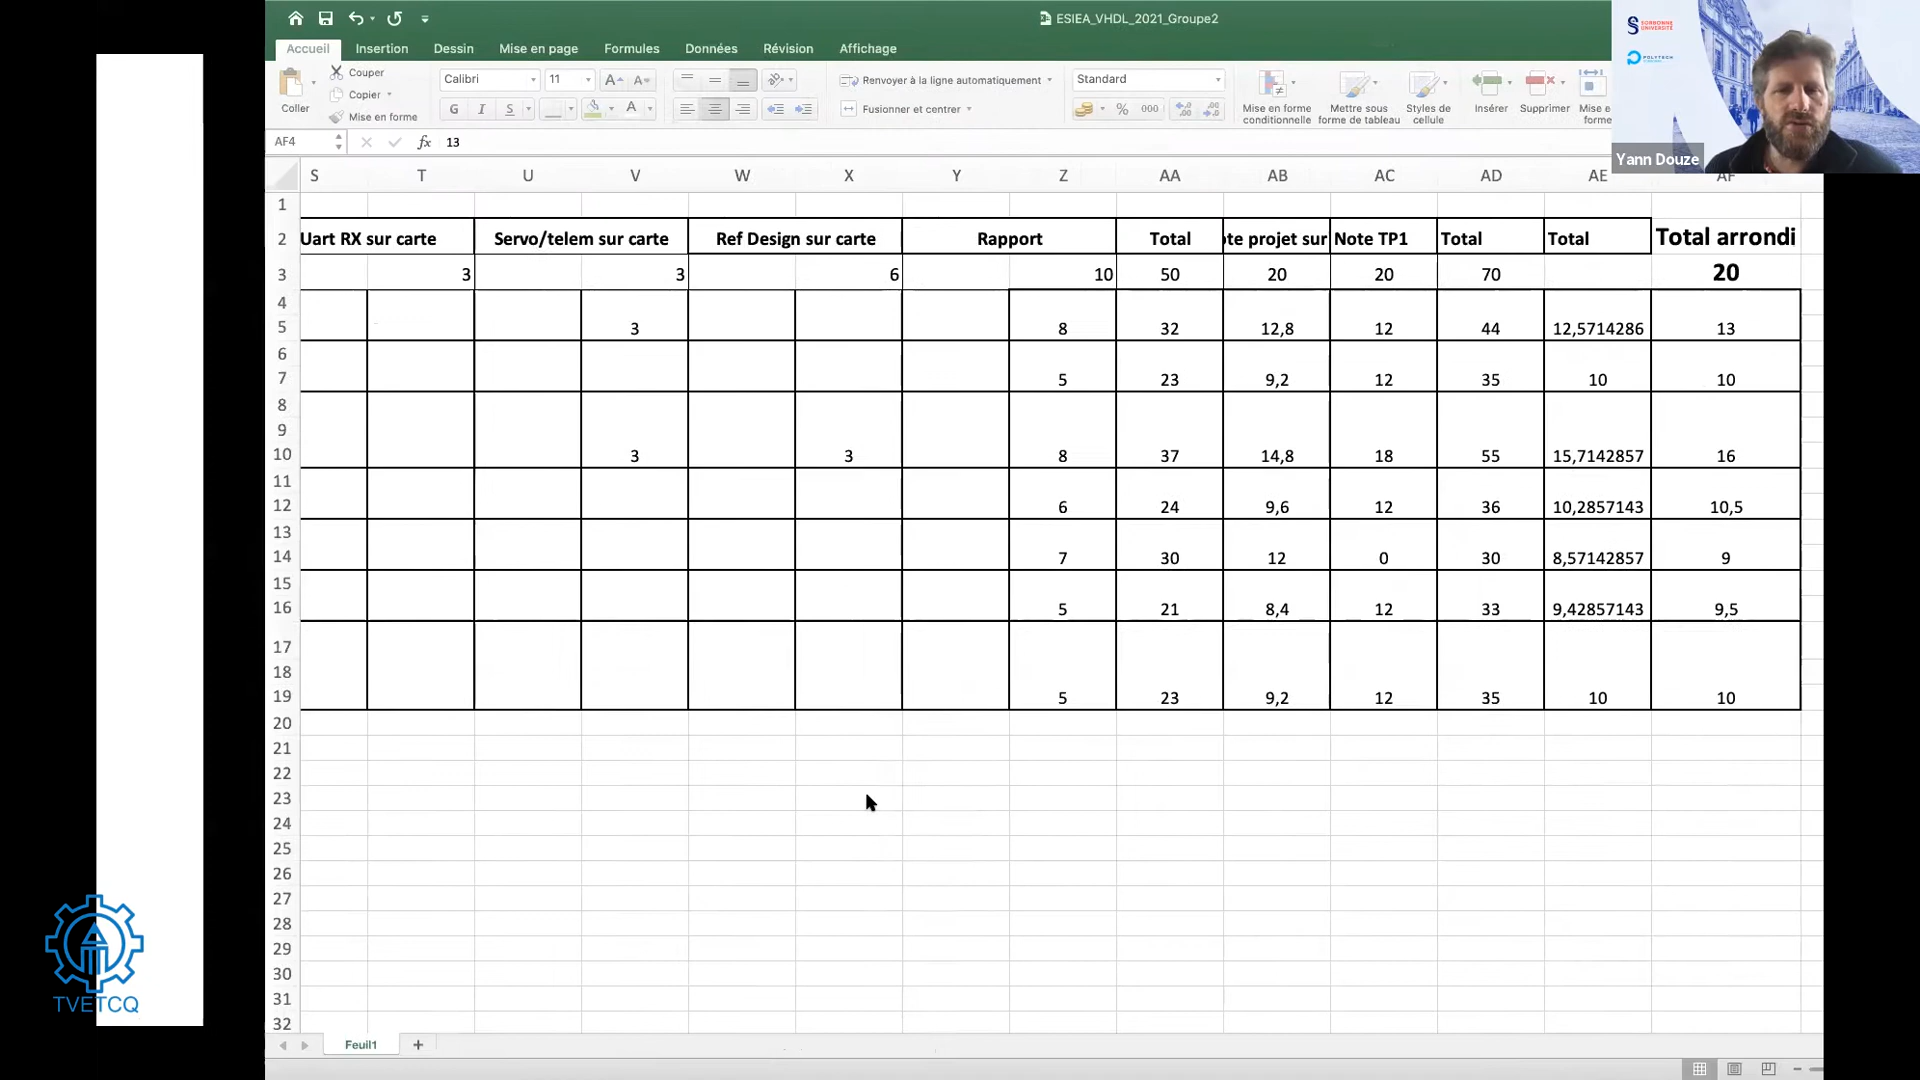 ESIEA_VHDL_2021_Groupe2
Accueil Insertion Dessin Mise en page Formules Données Révision Affichage
SORBONNE UNIVERSITÉ
POLYTECH
Yann Douze
Coller
Couper
Copier
Mise en forme
Calibri 11
G I S
A A
Renvoyer à la ligne automatiquement
Fusionner et centrer
Standard
% 000
Mise en forme conditionnelle
Mettre sous forme de tableau
Styles de cellule
Insérer
Supprimer
Mise e
forme
AF4 fx 13
S T U V W X Y Z AA AB AC AD AE AF
1
2 Uart RX sur carte Servo/telem sur carte Ref Design sur carte Rapport Total ote projet sur Note TP1 Total Total Total arrondi
3 3 3 6 10 50 20 20 70 20
4
5 3 8 32 12,8 12 44 12,5714286 13
6
7 5 23 9,2 12 35 10 10
8
9
10 3 3 8 37 14,8 18 55 15,7142857 16
11
12 6 24 9,6 12 36 10,2857143 10,5
13
14 7 30 12 0 30 8,57142857 9
15
16 5 21 8,4 12 33 9,42857143 9,5
17
18
19 5 23 9,2 12 35 10 10
20
21
22
23
24
25
26
27
28
29
30
31
32
TVETCQ
Feuil1